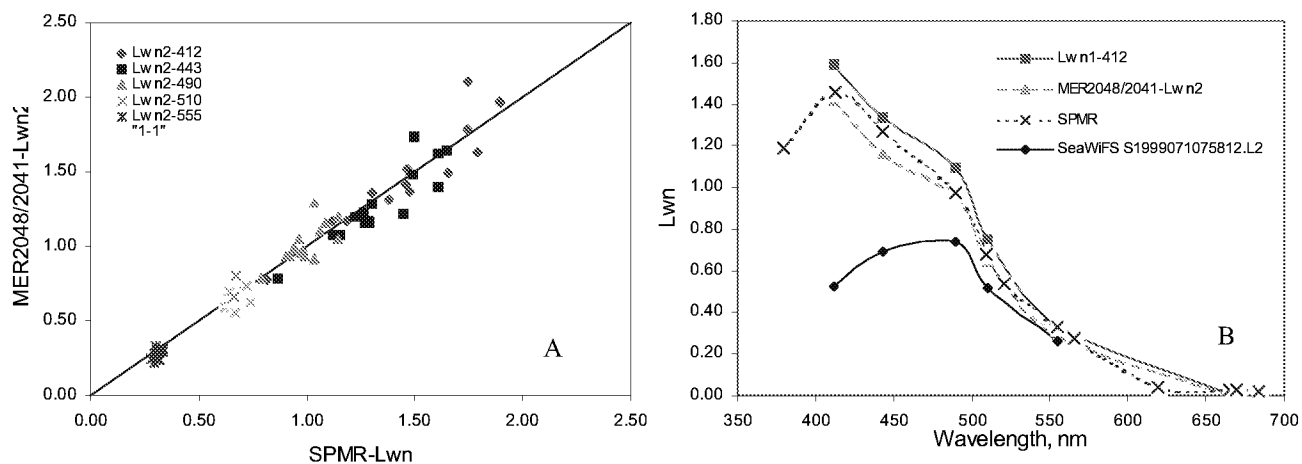 2.50
2.00
1.50
1.00
0.50
0.00
MER2048/2041-Lwn2
Lwn2-412
Lwn2-443
Lwn2-490
Lwn2-510
Lwn2-555
"1-1"
A
0.00 0.50 1.00 1.50 2.00 2.50
SPMR-Lwn
1.80
1.60
1.40
1.20
1.00
0.80
0.60
0.40
0.20
0.00
Lwn
Lwn1-412
MER2048/2041-Lwn2
SPMR
SeaWiFS S1999071075812.L2
B
350 400 450 500 550 600 650 700
Wavelength, nm